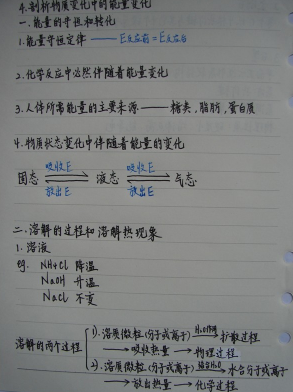 4.剖析物质变化中的能量变化
一.能量的守恒和转化
1.能量守恒定律 —— E反应前=E反应后
2.化学反应中必然伴随着能量变化
3.人体所需能量的主要来源 —— 糖类,脂肪,蛋白质
4.物质状态变化中伴随着能量的变化
吸收E 吸收E
固态 ⇌ 液态 ⇌ 气态.
放出E 放出E
二.溶解的过程和溶解热现象
1.溶液
例. NH4Cl 降温
NaOH 升温
NaCl 不变
1).溶质微粒(分子或离子) H2O作用→ 扩散过程
溶解的两个过程 → 吸收热量 → 物理过程
2).溶质微粒(分子或离子) 结合H2O→ 水合分子或离子
→ 放出热量 → 化学过程